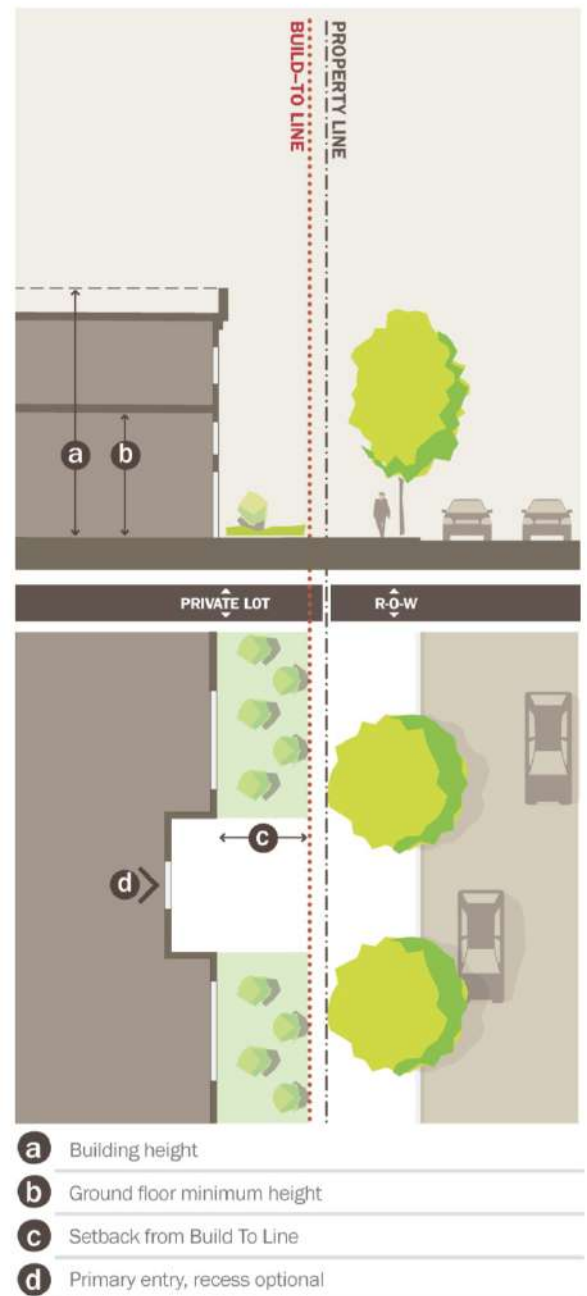 BUILD–TO LINE
PROPERTY LINE
a
b
PRIVATE LOT
R-O-W
c
d
a Building height
b Ground floor minimum height
c Setback from Build To Line
d Primary entry, recess optional